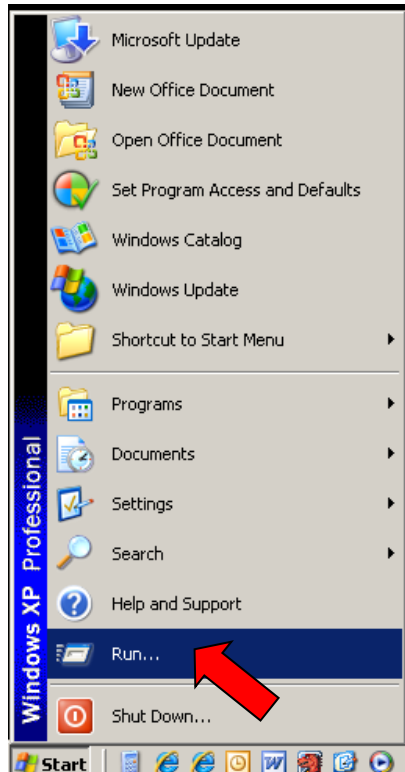 Microsoft Update
New Office Document
Open Office Document
Set Program Access and Defaults
Windows Catalog
Windows Update
Shortcut to Start Menu
Programs
Documents
Settings
Search
Help and Support
Run...
Shut Down...
Windows XP Professional
Start